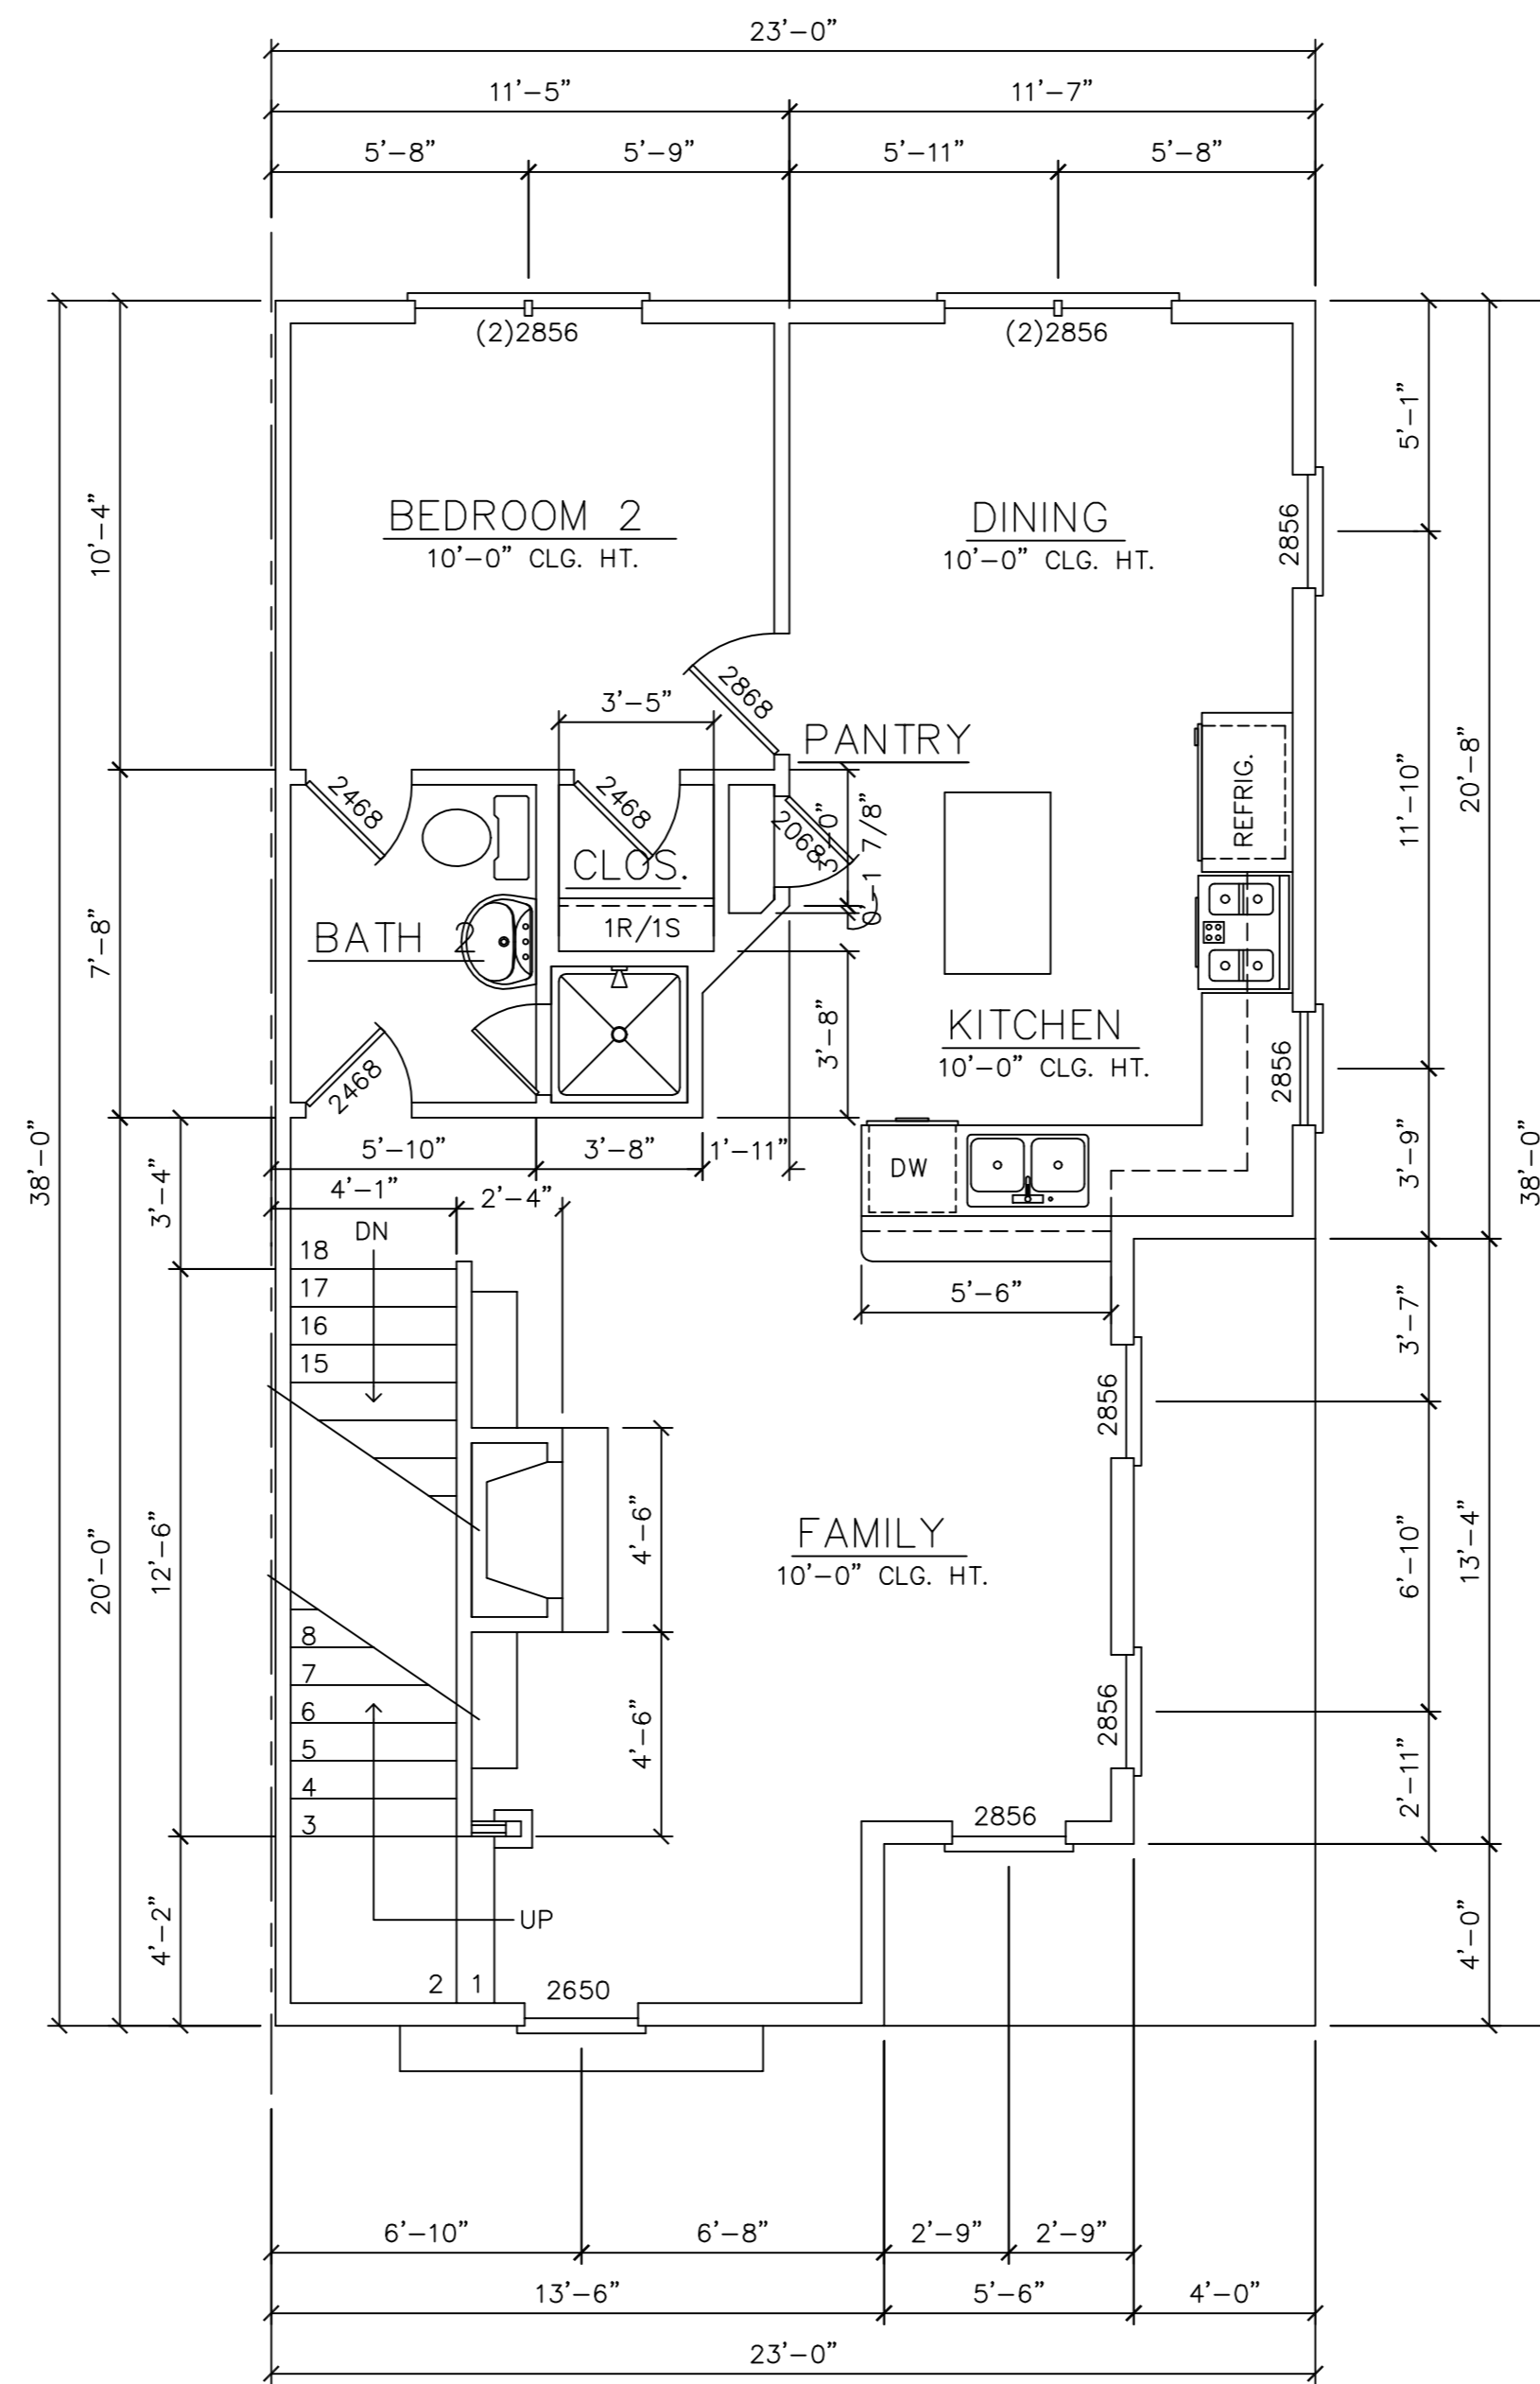 23'-0"
11'-5" 11'-7"
5'-8" 5'-9" 5'-11" 5'-8"
(2)2856 (2)2856
5'-1"
10'-4"
BEDROOM 2
10'-0" CLG. HT.
DINING
10'-0" CLG. HT.
2856
2868
3'-5"
PANTRY
2468
2468
2068
3'-0"
0'-1 7/8"
REFRIG.
11'-10"
20'-8"
CLOS.
1R/1S
BATH 2
7'-8"
3'-8"
KITCHEN
10'-0" CLG. HT.
2856
2468
38'-0"
38'-0"
5'-10" 3'-8" 1'-11"
DW
3'-9"
3'-4"
4'-1" 2'-4"
DN
18
17
16
15
5'-6"
3'-7"
2856
4'-6"
FAMILY
10'-0" CLG. HT.
12'-6"
20'-0"
6'-10"
13'-4"
8
7
6
5
4
3
4'-6"
2856
2'-11"
2856
4'-2"
UP
4'-0"
2 1
2650
6'-10" 6'-8" 2'-9" 2'-9"
13'-6" 5'-6" 4'-0"
23'-0"